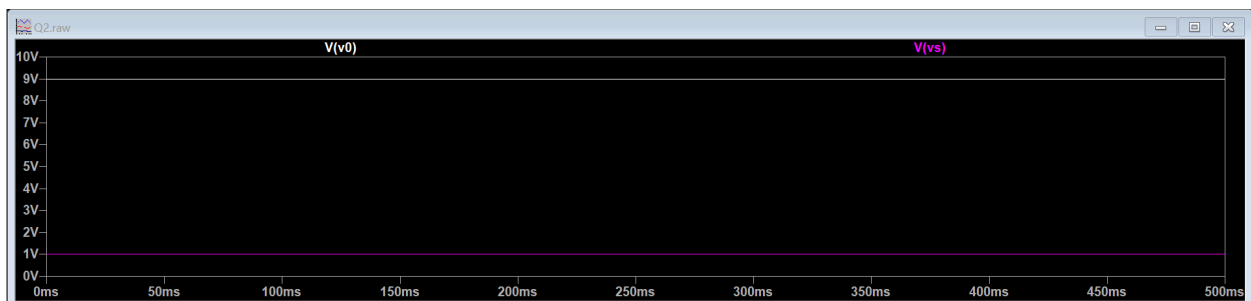 Q2.raw
V(v0) V(vs)
10V
9V
8V
7V
6V
5V
4V
3V
2V
1V
0V
0ms 50ms 100ms 150ms 200ms 250ms 300ms 350ms 400ms 450ms 500ms